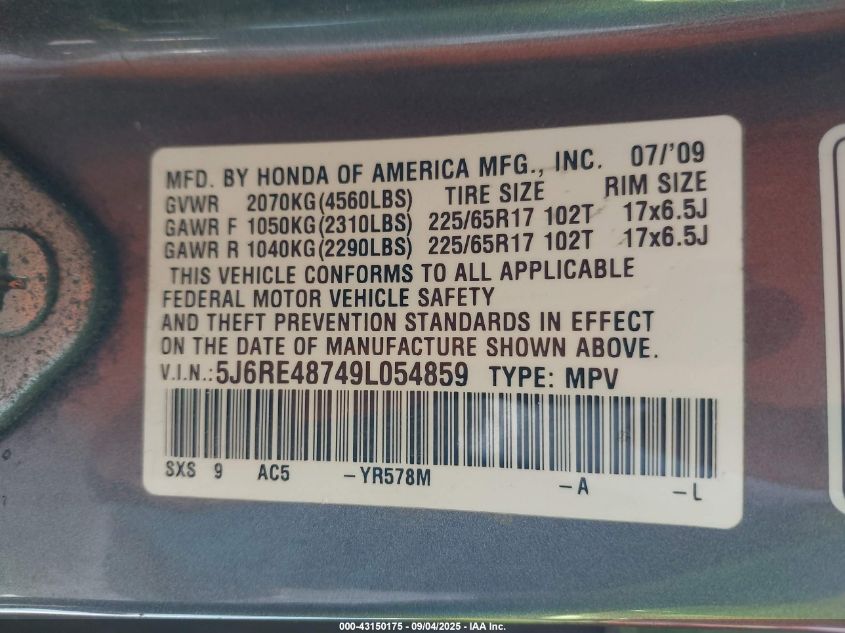 MFD. BY HONDA OF AMERICA MFG., INC. 07/'09
GVWR 2070KG(4560LBS) TIRE SIZE RIM SIZE
GAWR F 1050KG(2310LBS) 225/65R17 102T 17x6.5J
GAWR R 1040KG(2290LBS) 225/65R17 102T 17x6.5J
THIS VEHICLE CONFORMS TO ALL APPLICABLE
FEDERAL MOTOR VEHICLE SAFETY
AND THEFT PREVENTION STANDARDS IN EFFECT
ON THE DATE OF MANUFACTURE SHOWN ABOVE.
V.I.N.:5J6RE48749L054859 TYPE: MPV
SXS 9 AC5 -YR578M -A -L
000-43150175 - 09/04/2025 - IAA Inc.